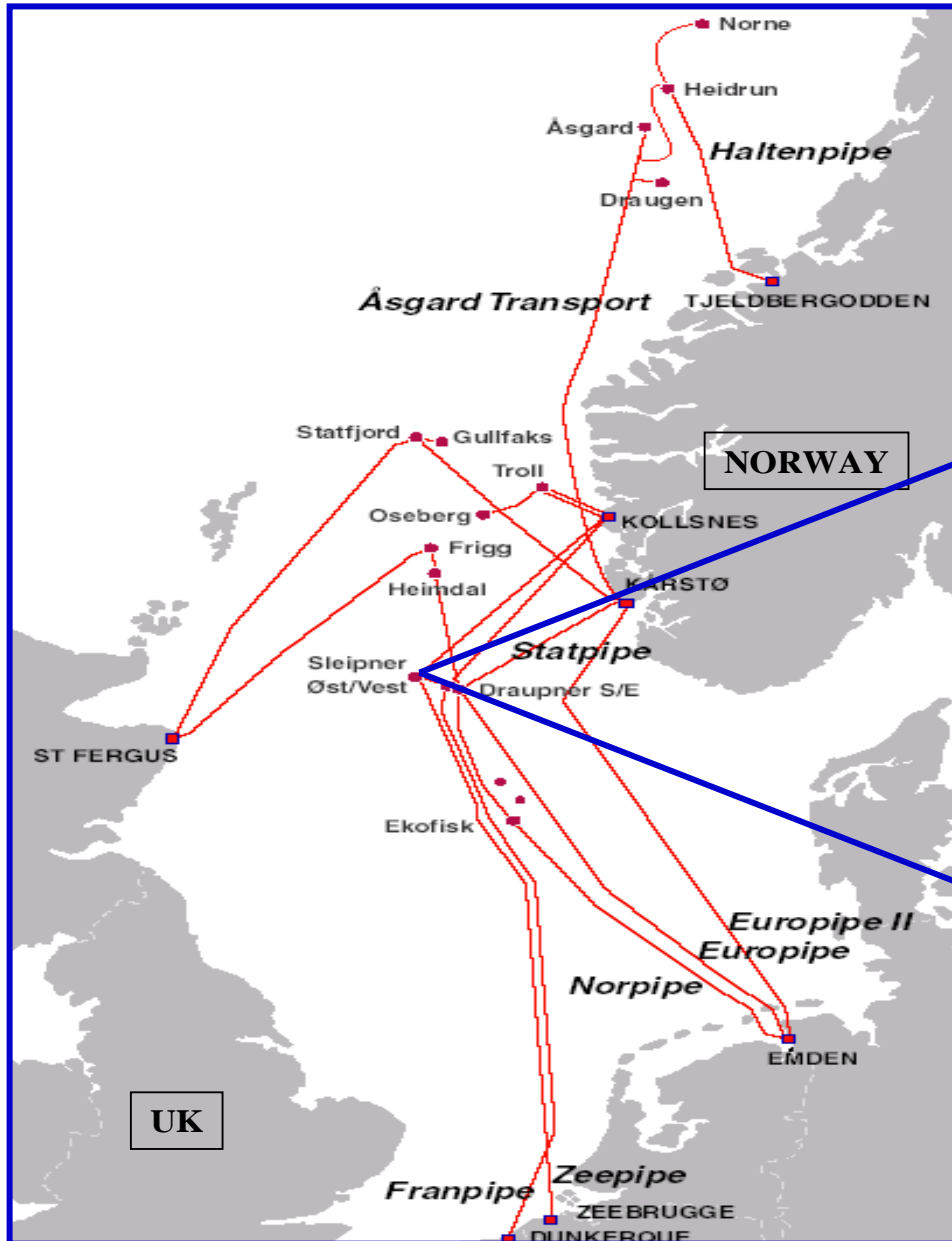 Norne
Heidrun
Åsgard
Haltenpipe
Draugen
Åsgard Transport
TJELDBERGODDEN
Statfjord
Gullfaks
NORWAY
Troll
Oseberg
KOLLSNES
Frigg
Heimdal
KÅRSTØ
Statpipe
Sleipner
Øst/Vest
Draupner S/E
ST FERGUS
Ekofisk
Europipe II
Europipe
Norpipe
EMDEN
UK
Zeepipe
Franpipe
ZEEBRUGGE
DUNKERQUE